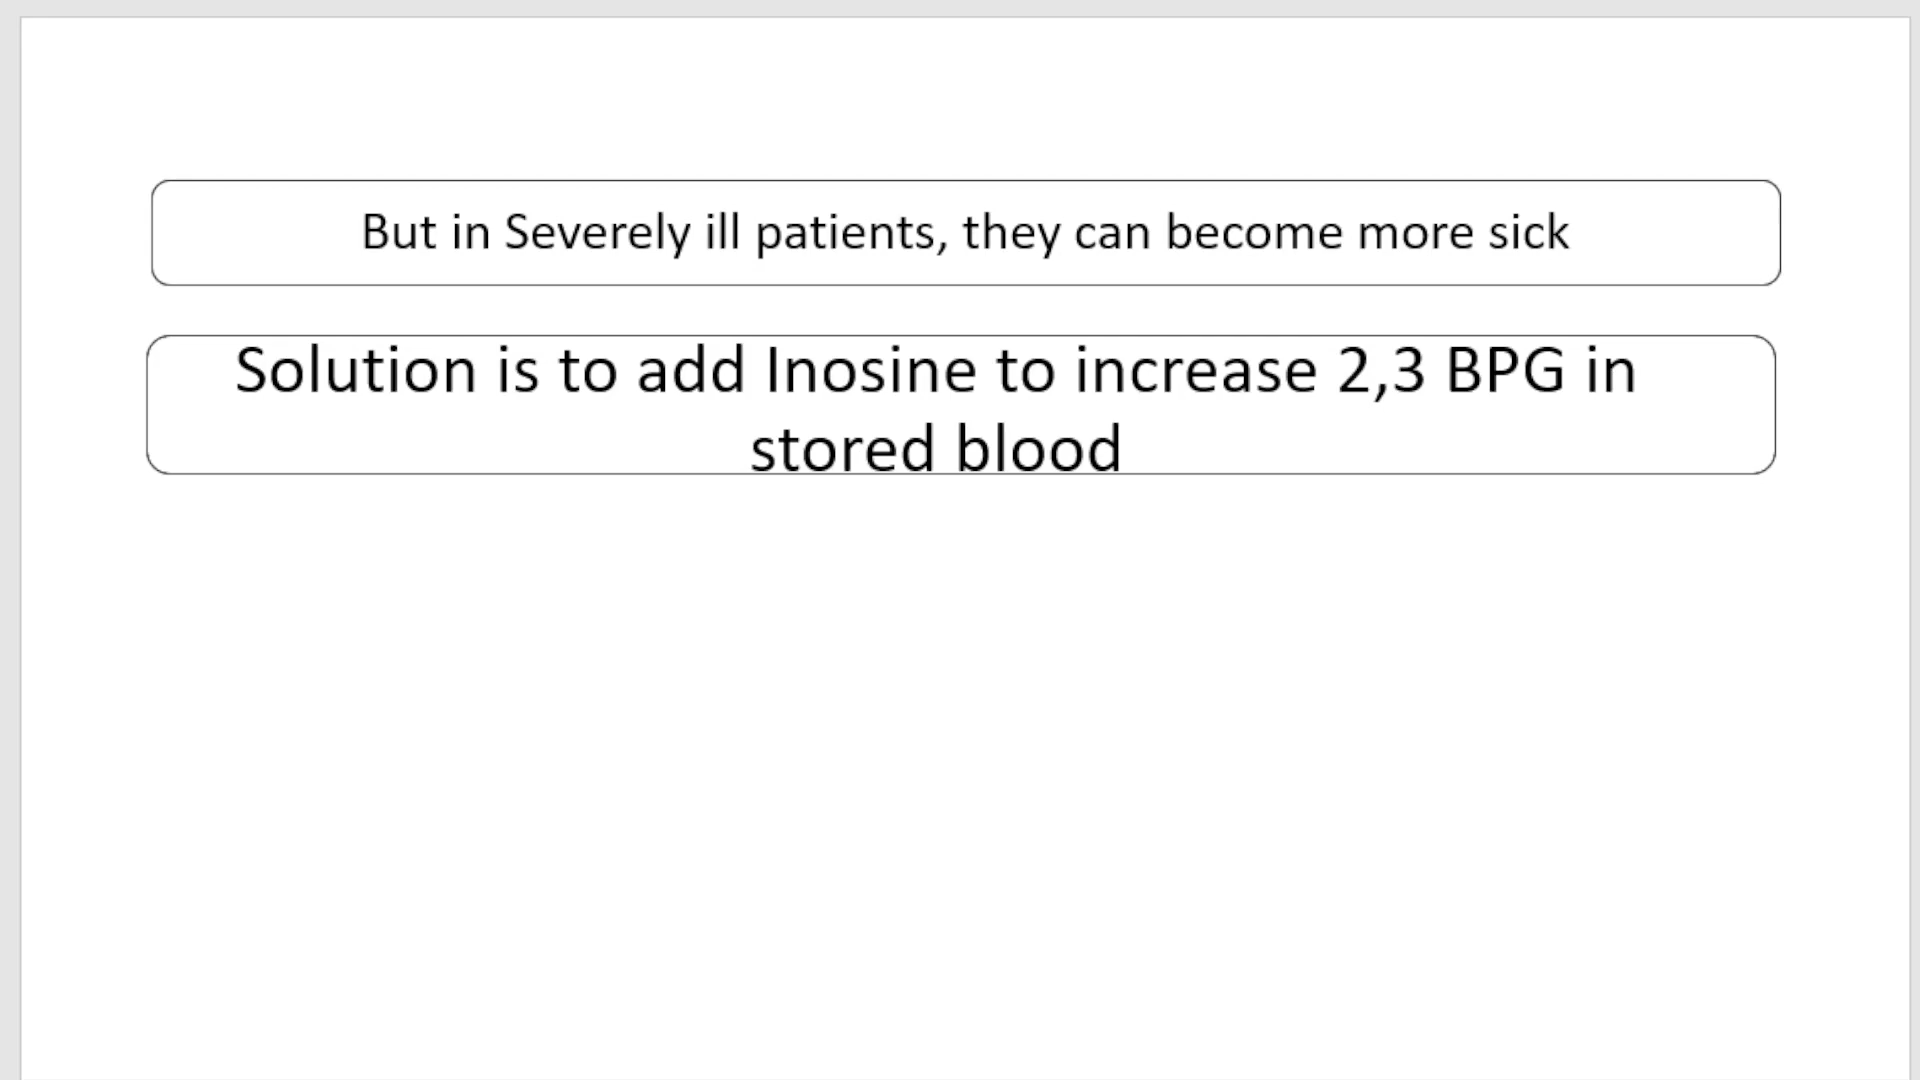 But in Severely ill patients, they can become more sick
Solution is to add Inosine to increase 2,3 BPG in
stored blood